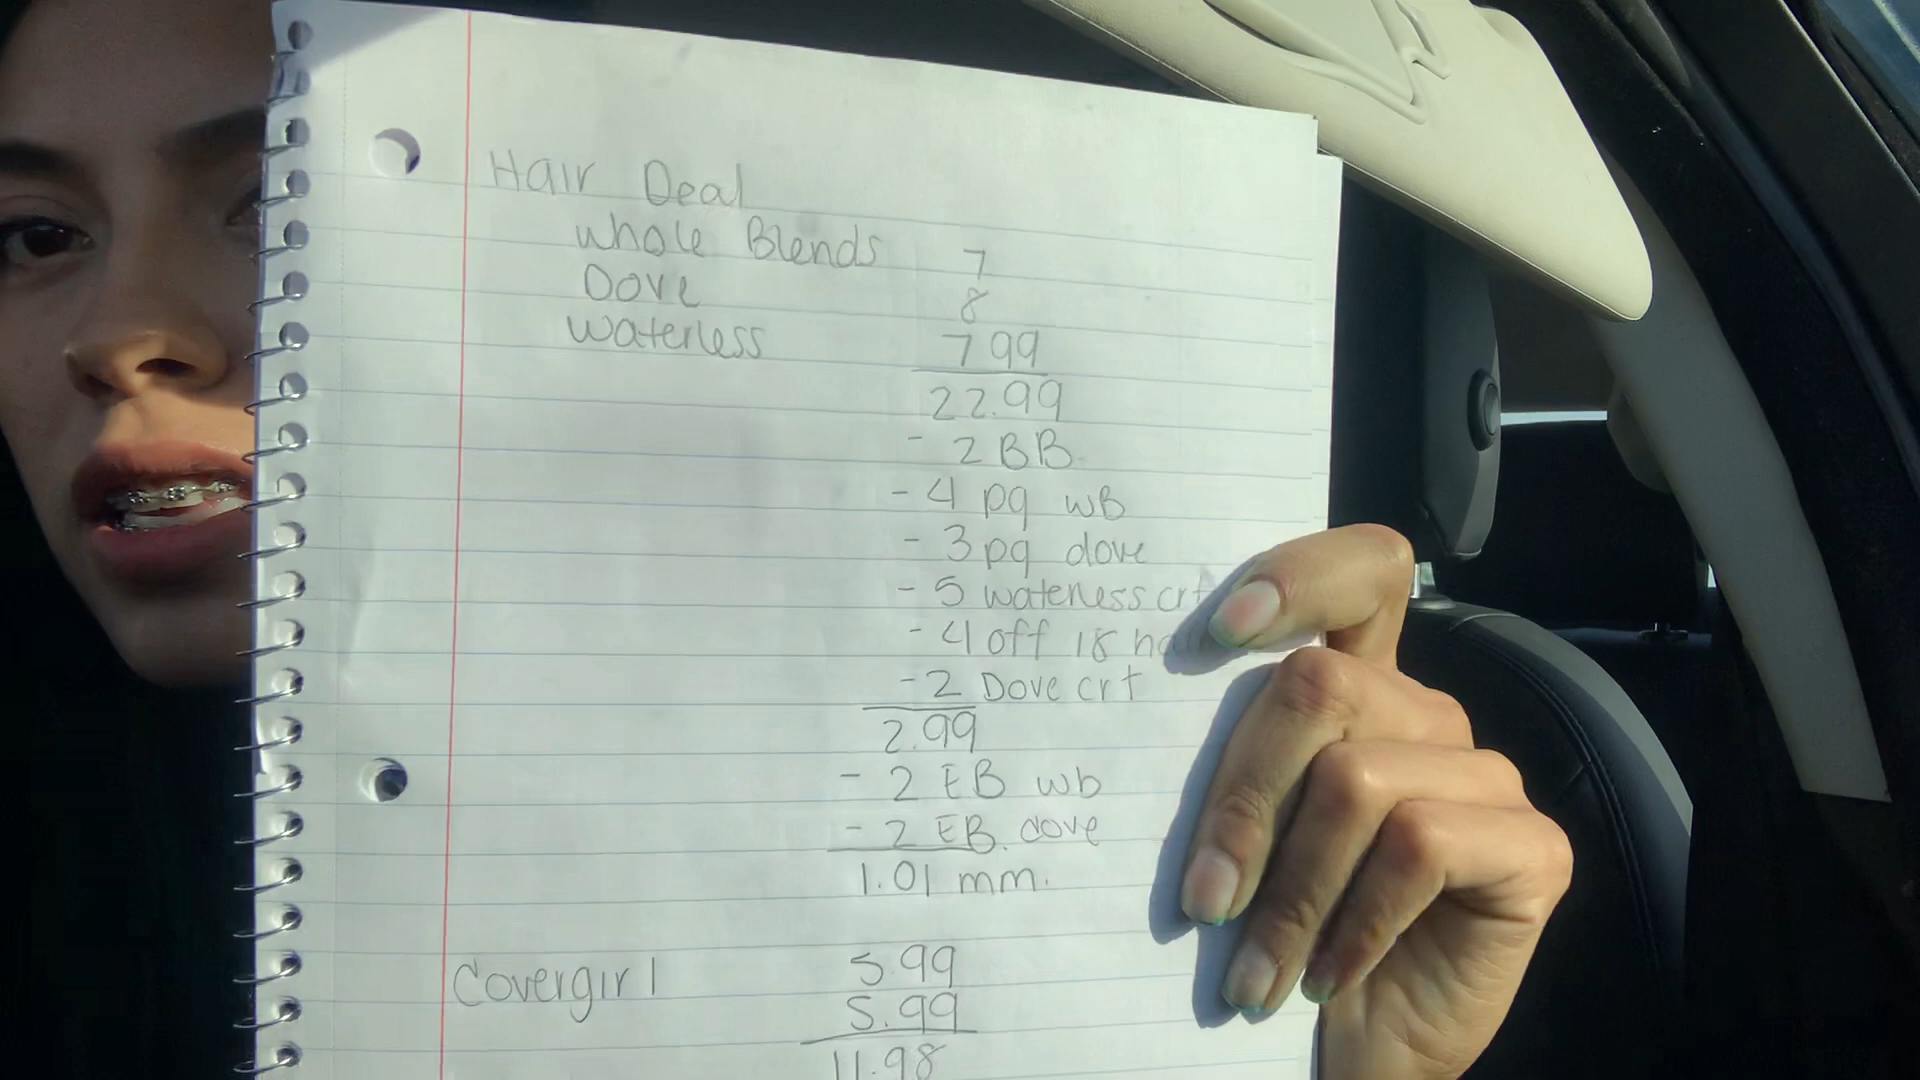 Hair Deal
Whole Blends 7
Dove 8
Waterless 7 99
22.99
- 2 BB
- 4 pq wB
- 3 pq dove
- 5 waterless crt
- 4 off 18
- 2 Dove crt
2.99
- 2 EB wb
- 2 EB. dove
1.01 mm.
Covergirl 5.99
5.99
11.98